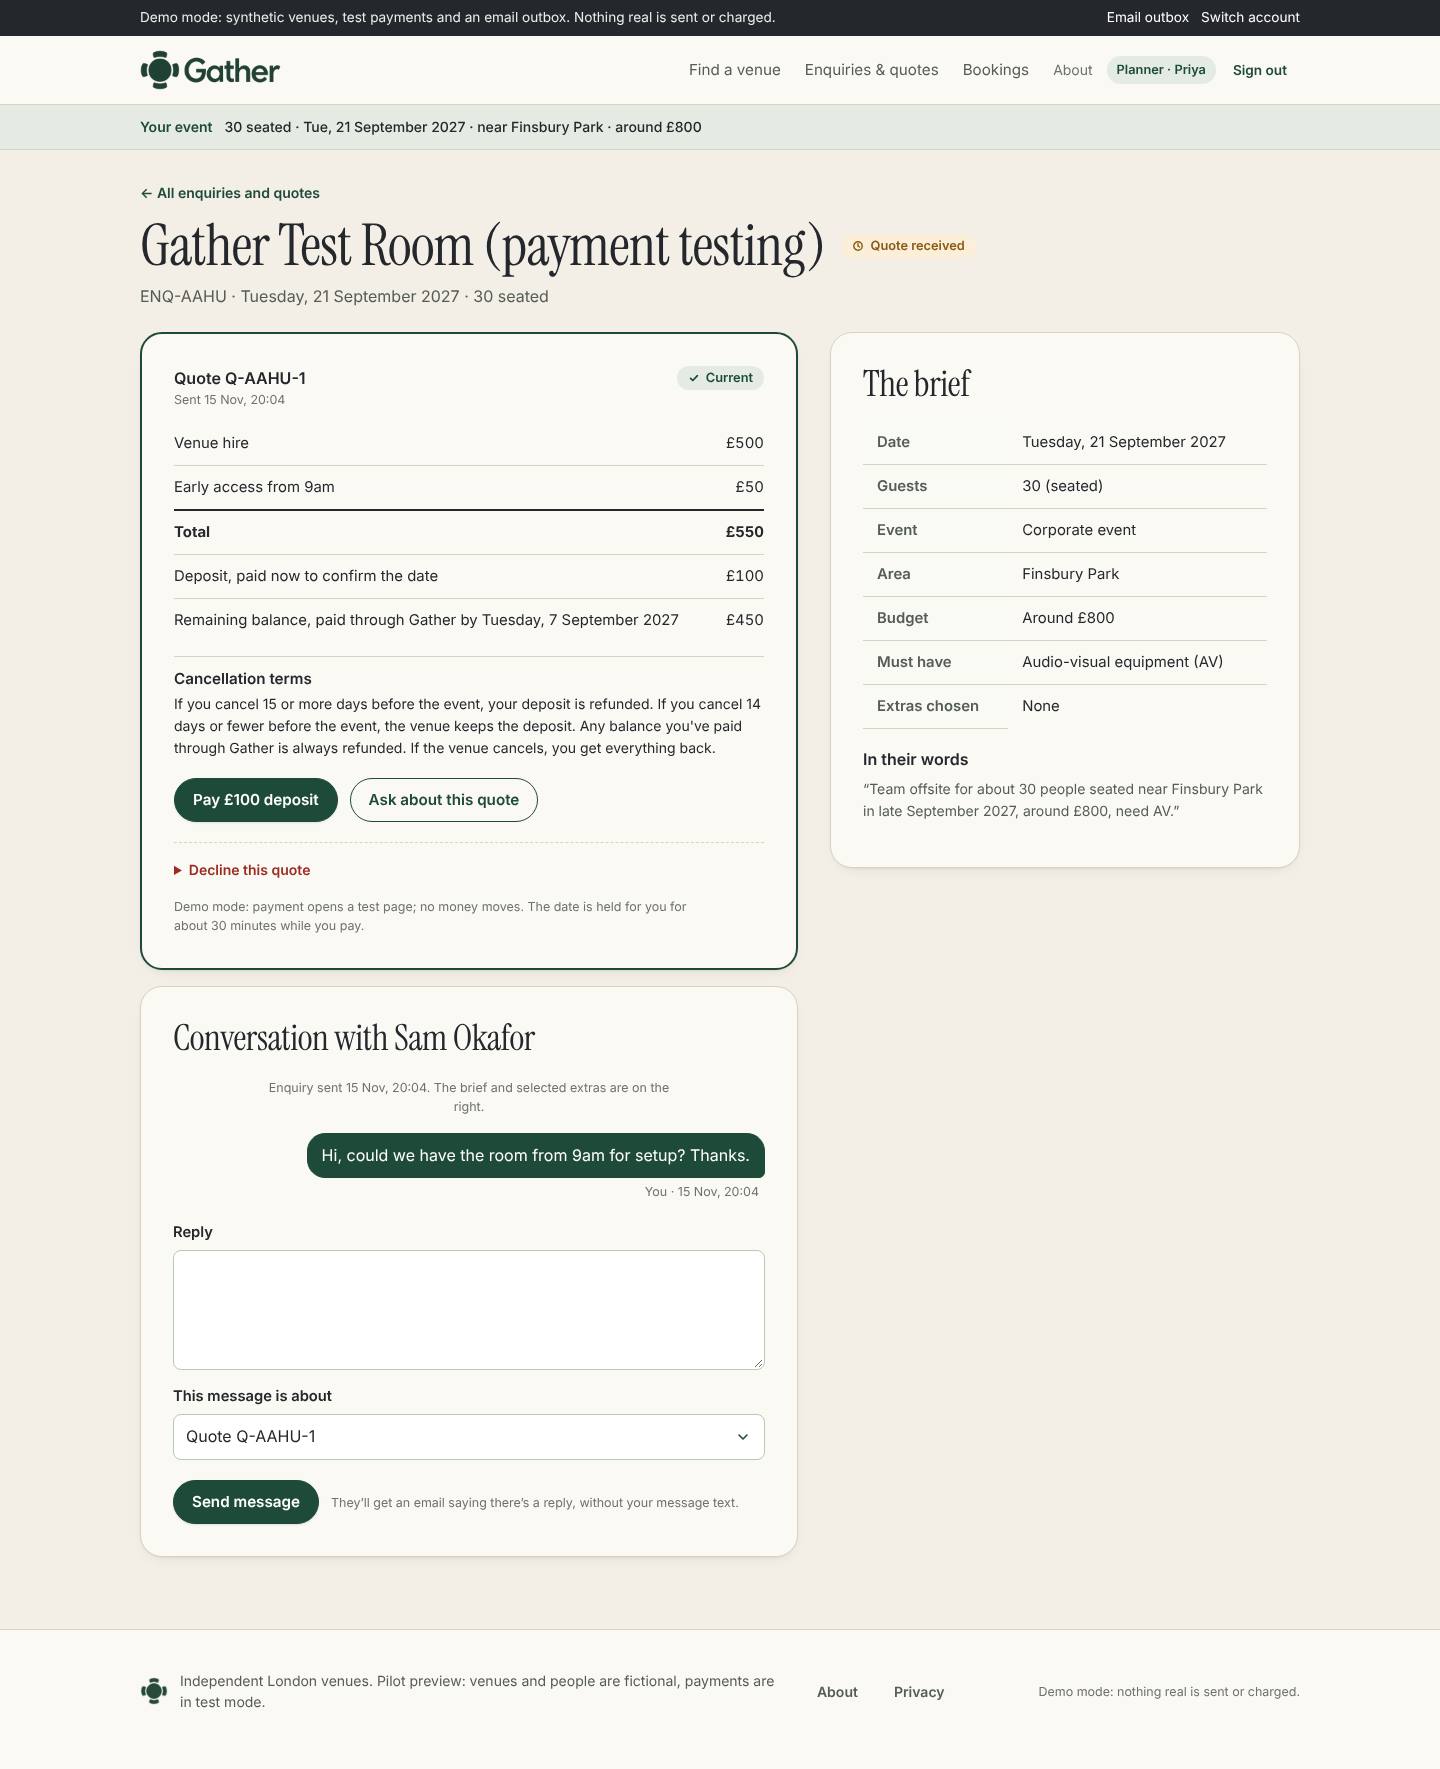 Demo mode: synthetic venues, test payments and an email outbox. Nothing real is sent or charged.
Email outbox Switch account
Gather
Find a venue Enquiries & quotes Bookings About Planner · Priya Sign out
Your event 30 seated · Tue, 21 September 2027 · near Finsbury Park · around £800
← All enquiries and quotes
Gather Test Room (payment testing)
Quote received
ENQ-AAHU · Tuesday, 21 September 2027 · 30 seated
Quote Q-AAHU-1
✓ Current
Sent 15 Nov, 20:04
Venue hire £500
Early access from 9am £50
Total £550
Deposit, paid now to confirm the date £100
Remaining balance, paid through Gather by Tuesday, 7 September 2027 £450
Cancellation terms
If you cancel 15 or more days before the event, your deposit is refunded. If you cancel 14
days or fewer before the event, the venue keeps the deposit. Any balance you've paid
through Gather is always refunded. If the venue cancels, you get everything back.
Pay £100 deposit
Ask about this quote
Decline this quote
Demo mode: payment opens a test page; no money moves. The date is held for you for
about 30 minutes while you pay.
The brief
Date Tuesday, 21 September 2027
Guests 30 (seated)
Event Corporate event
Area Finsbury Park
Budget Around £800
Must have Audio-visual equipment (AV)
Extras chosen None
In their words
“Team offsite for about 30 people seated near Finsbury Park
in late September 2027, around £800, need AV.”
Conversation with Sam Okafor
Enquiry sent 15 Nov, 20:04. The brief and selected extras are on the
right.
Hi, could we have the room from 9am for setup? Thanks.
You · 15 Nov, 20:04
Reply
This message is about
Quote Q-AAHU-1
Send message
They’ll get an email saying there’s a reply, without your message text.
Independent London venues. Pilot preview: venues and people are fictional, payments are
in test mode.
About
Privacy
Demo mode: nothing real is sent or charged.